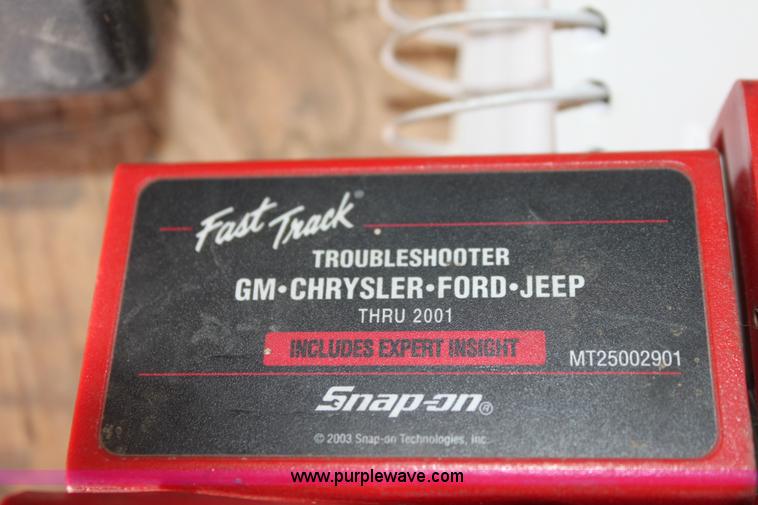 Fast Track®
TROUBLESHOOTER
GM•CHRYSLER•FORD•JEEP
THRU 2001
INCLUDES EXPERT INSIGHT
MT25002901
Snap-on®
© 2003 Snap-on Technologies, Inc.
www.purplewave.com